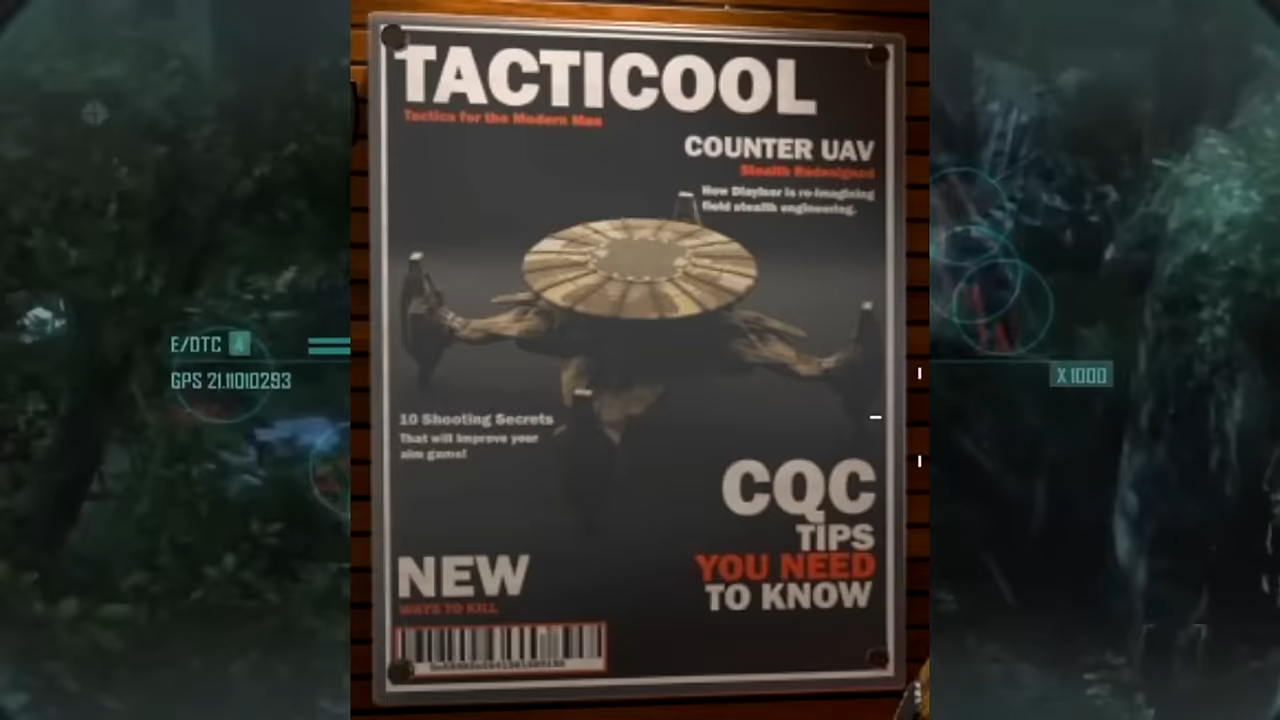 TACTICOOL
Tactics for the Modern Man
COUNTER UAV
Stealth Redesigned
How Dlaylser is re-imagining
field stealth engineering.
E/DTC A
GPS 21.11010293
X 1000
10 Shooting Secrets
That will improve your
aim game!
CQC
TIPS
YOU NEED
TO KNOW
NEW
WAYS TO KILL